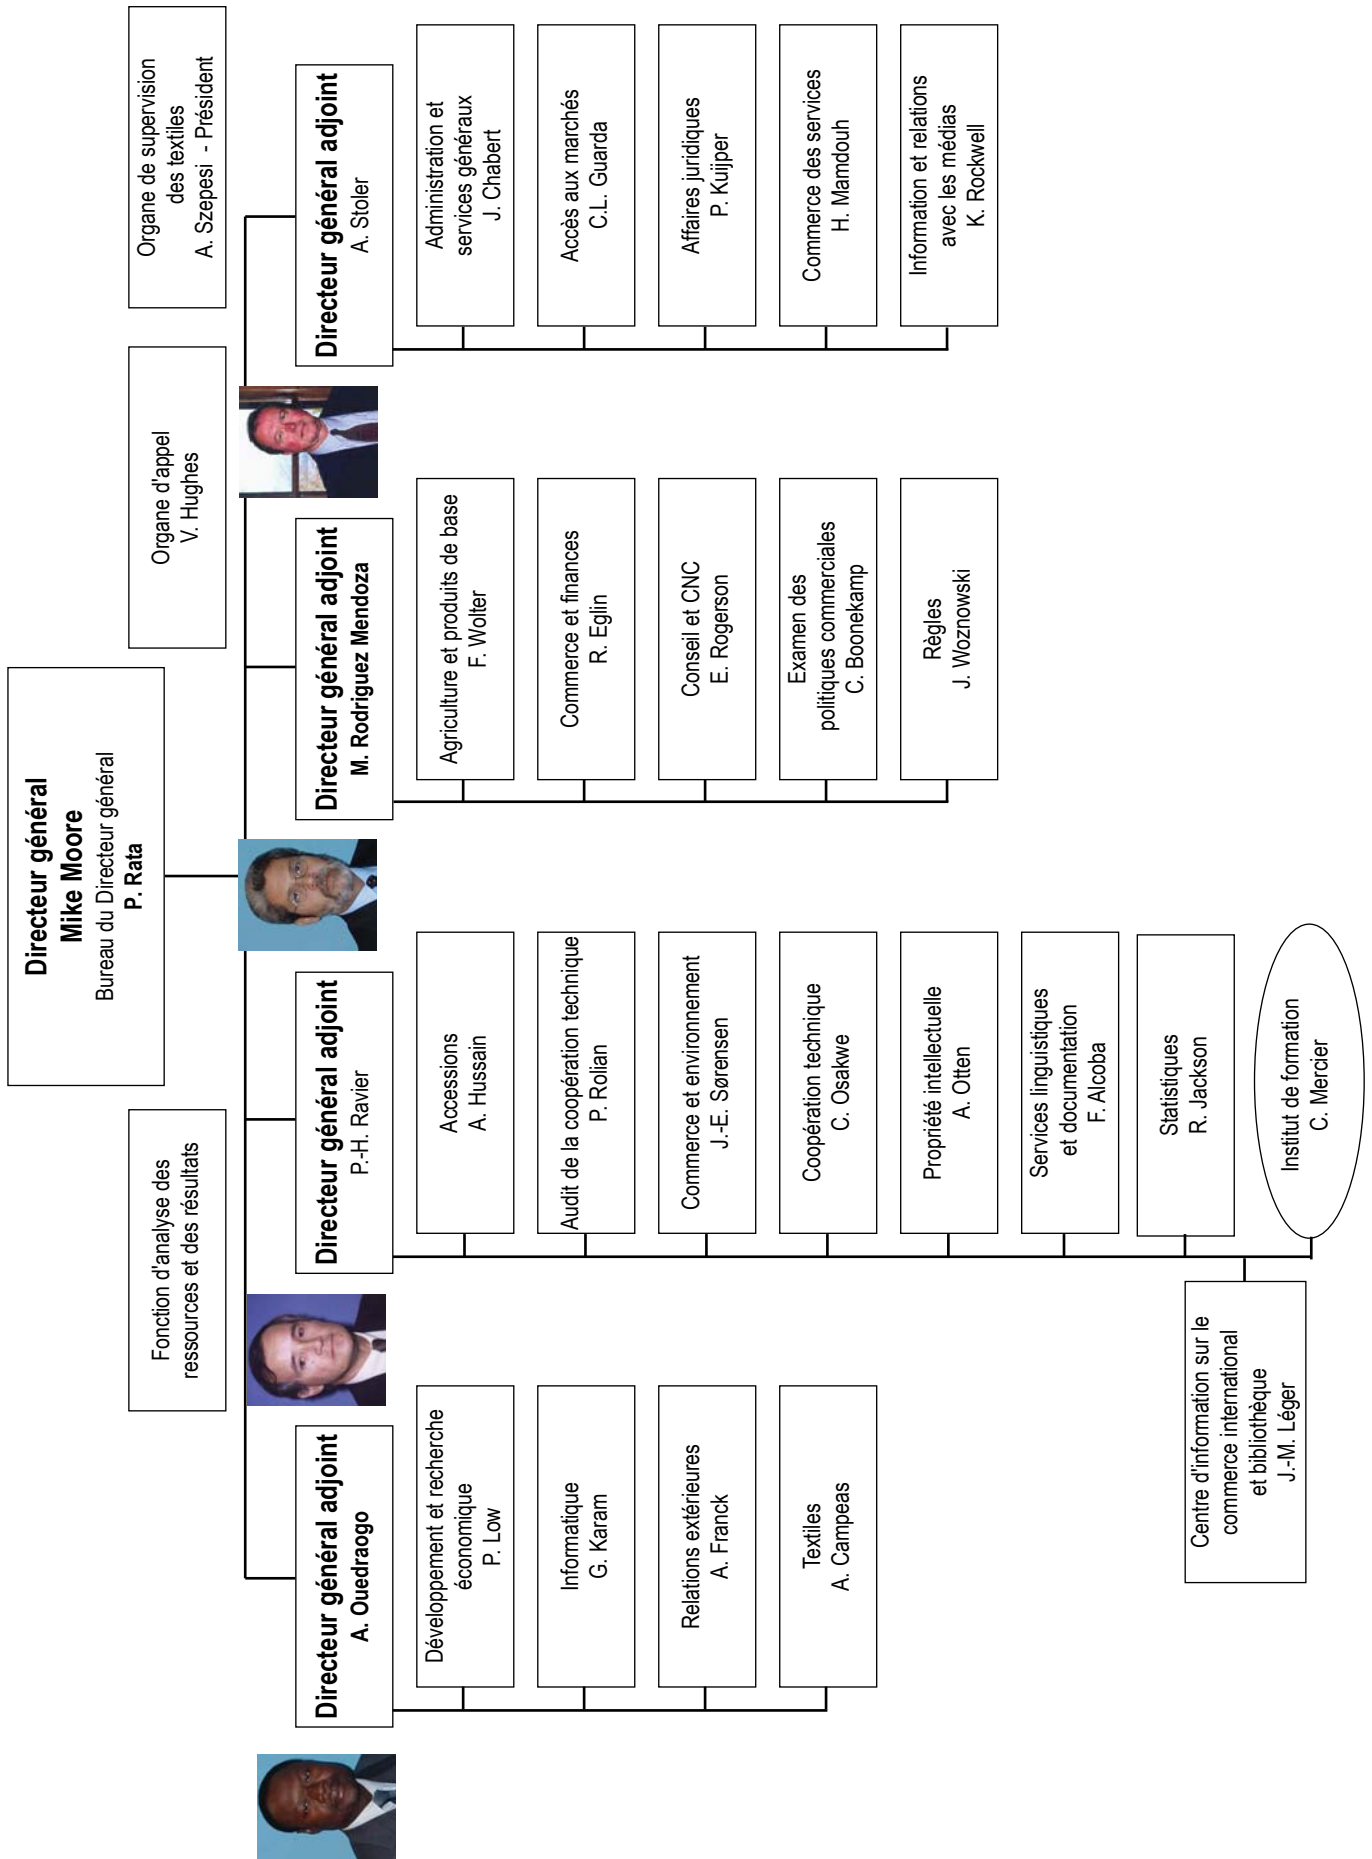 Directeur général
Mike Moore
Bureau du Directeur général
P. Rata
Fonction d'analyse des
ressources et des résultats
Organe d'appel
V. Hughes
Organe de supervision
des textiles
A. Szepesi - Président
Directeur général adjoint
A. Ouedraogo
Développement et recherche
économique
P. Low
Informatique
G. Karam
Relations extérieures
A. Franck
Textiles
A. Campeas
Directeur général adjoint
P.-H. Ravier
Accessions
A. Hussain
Audit de la coopération technique
P. Rolian
Commerce et environnement
J.-E. Sørensen
Coopération technique
C. Osakwe
Propriété intellectuelle
A. Otten
Services linguistiques
et documentation
F. Alcoba
Statistiques
R. Jackson
Centre d'information sur le
commerce international
et bibliothèque
J.-M. Léger
Institut de formation
C. Mercier
Directeur général adjoint
M. Rodriguez Mendoza
Agriculture et produits de base
F. Wolter
Commerce et finances
R. Eglin
Conseil et CNC
E. Rogerson
Examen des
politiques commerciales
C. Boonekamp
Règles
J. Woznowski
Directeur général adjoint
A. Stoler
Administration et
services généraux
J. Chabert
Accès aux marchés
C.L. Guarda
Affaires juridiques
P. Kuijper
Commerce des services
H. Mamdouh
Information et relations
avec les médias
K. Rockwell